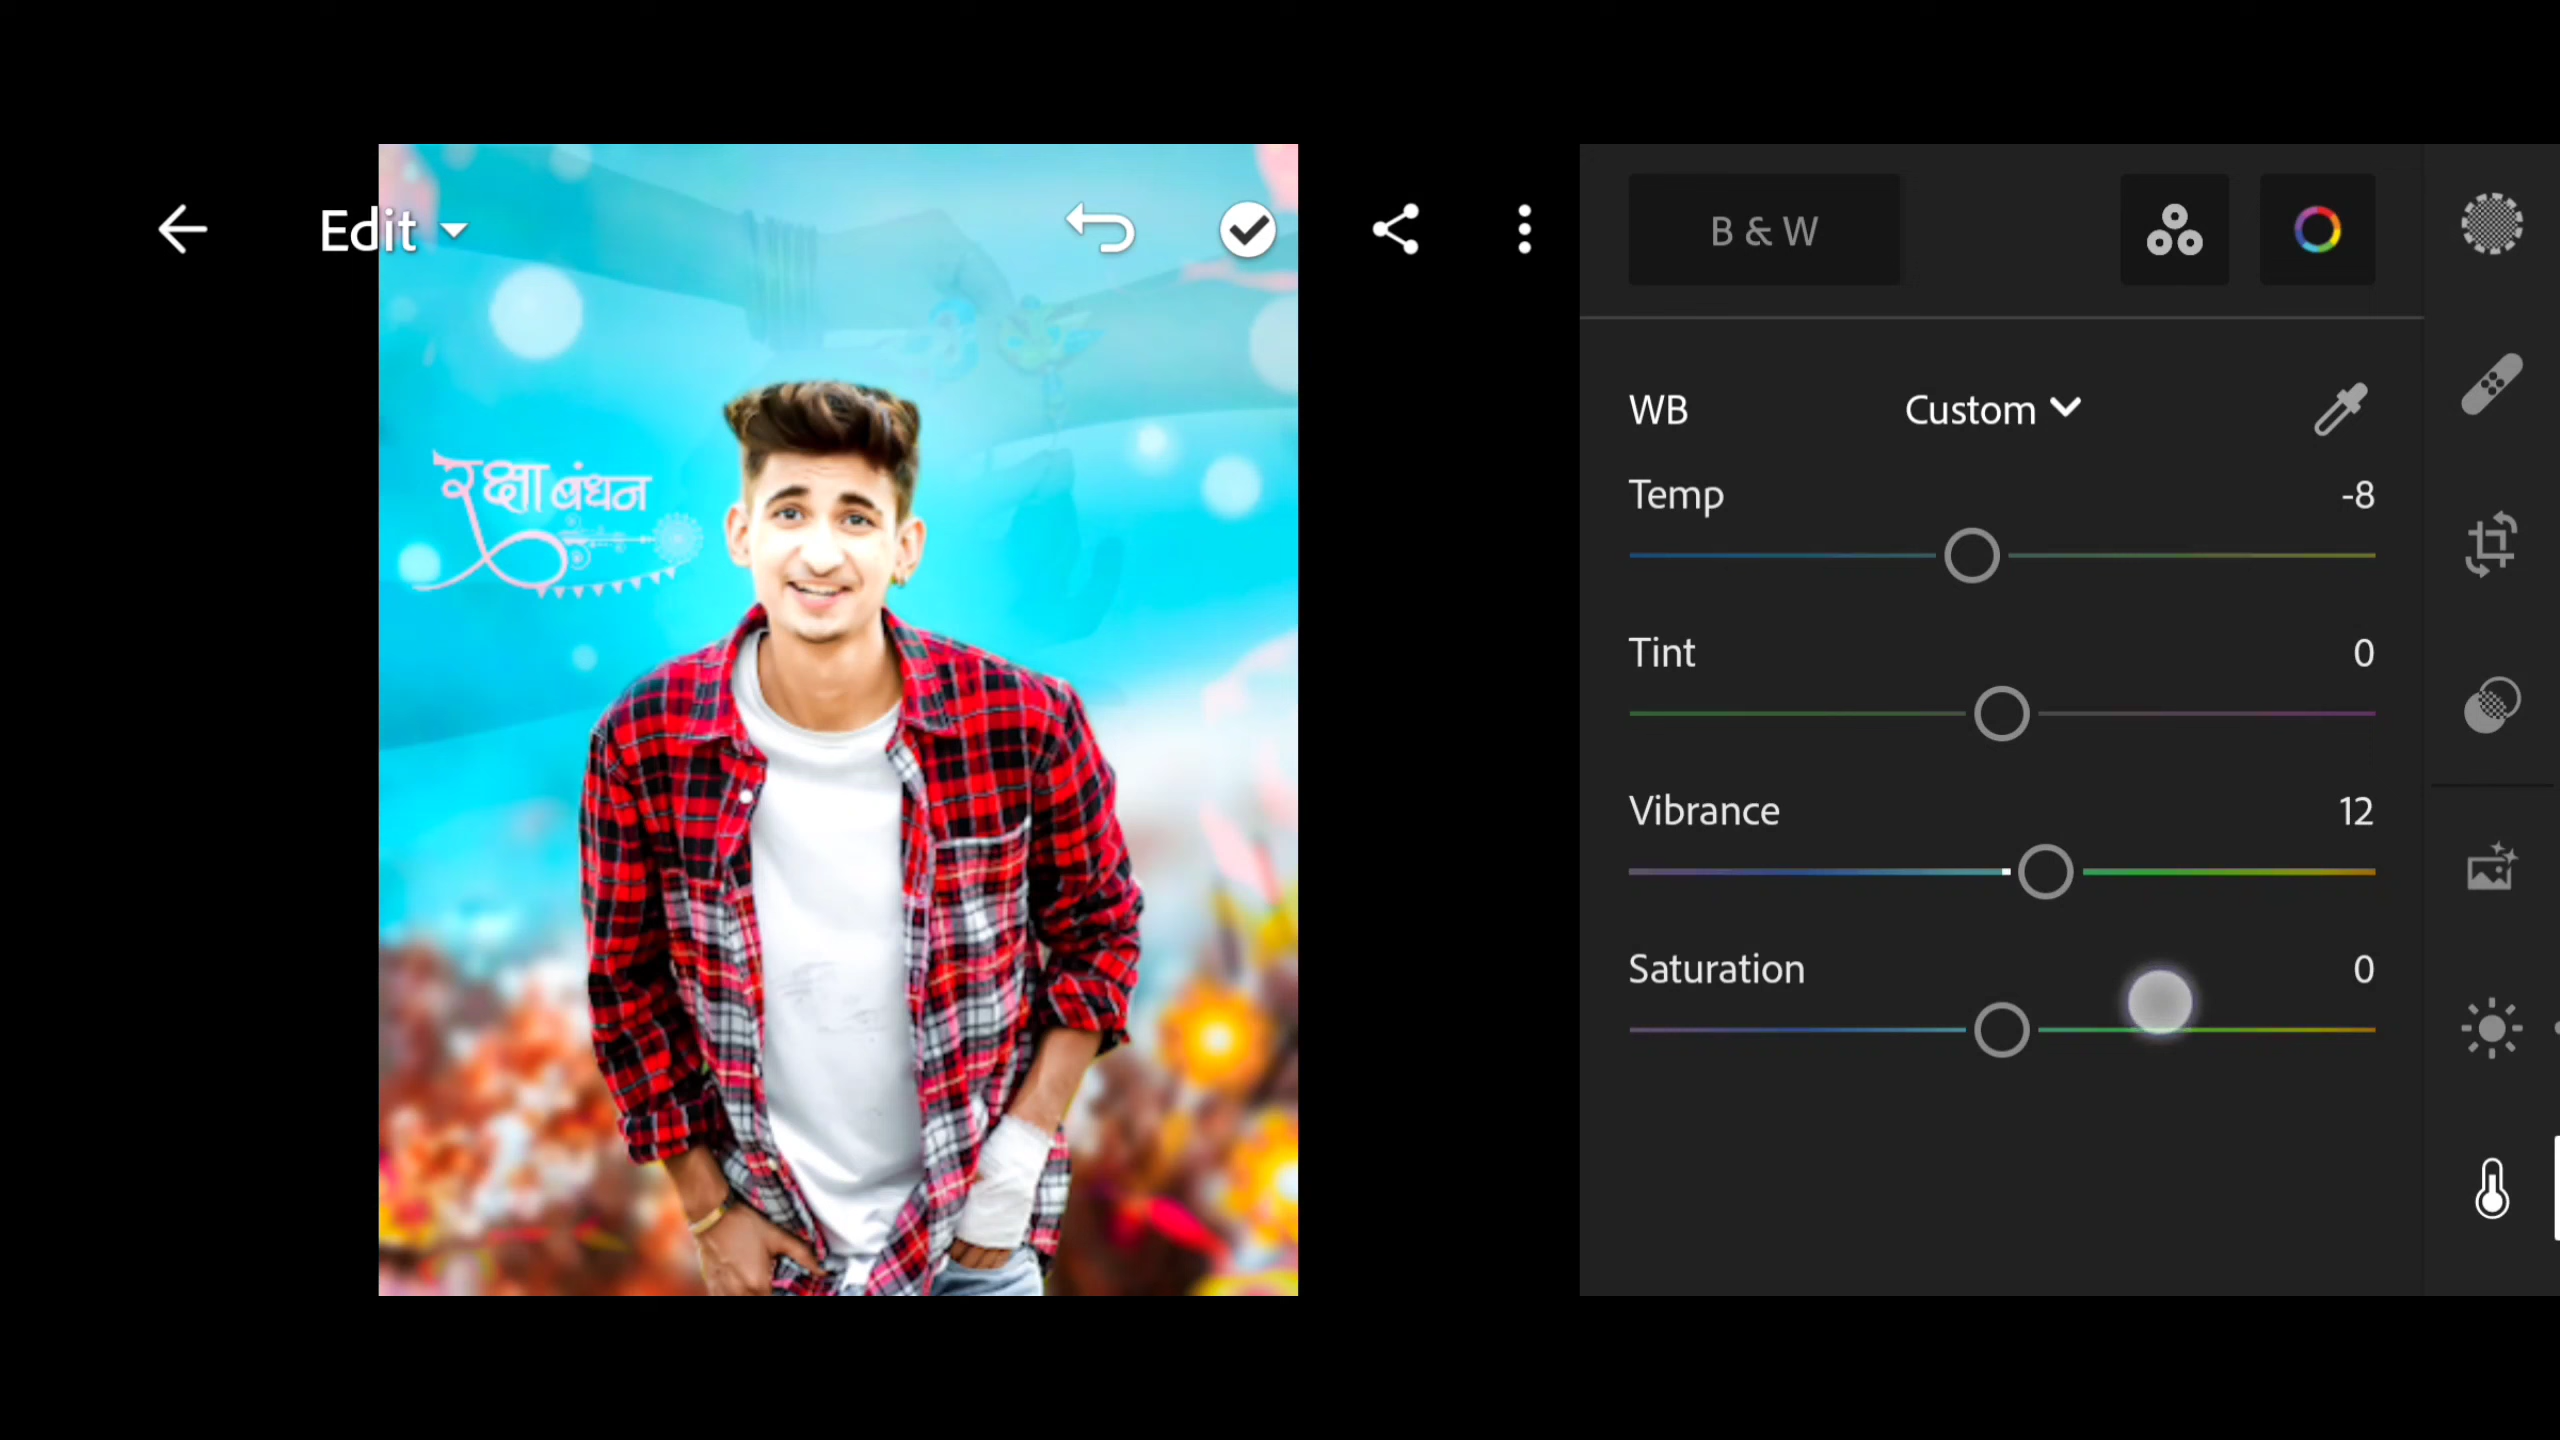 Edit
B & W
WB Custom
Temp -8
रक्षा बंधन
Tint 0
Vibrance 12
Saturation 0